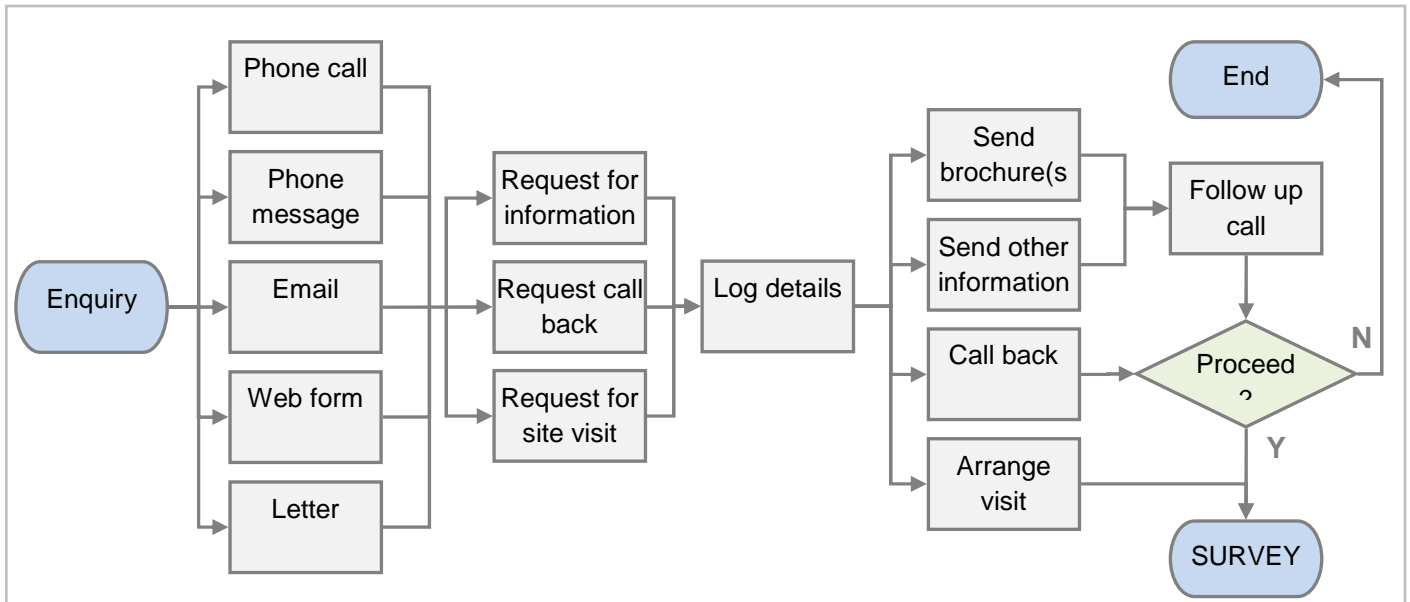 Enquiry
Phone call
Phone
message
Email
Web form
Letter
Request for
information
Request call
back
Request for
site visit
Log details
Send
brochure(s
Send other
information
Call back
Arrange
visit
Follow up
call
Proceed
?
N
Y
End
SURVEY